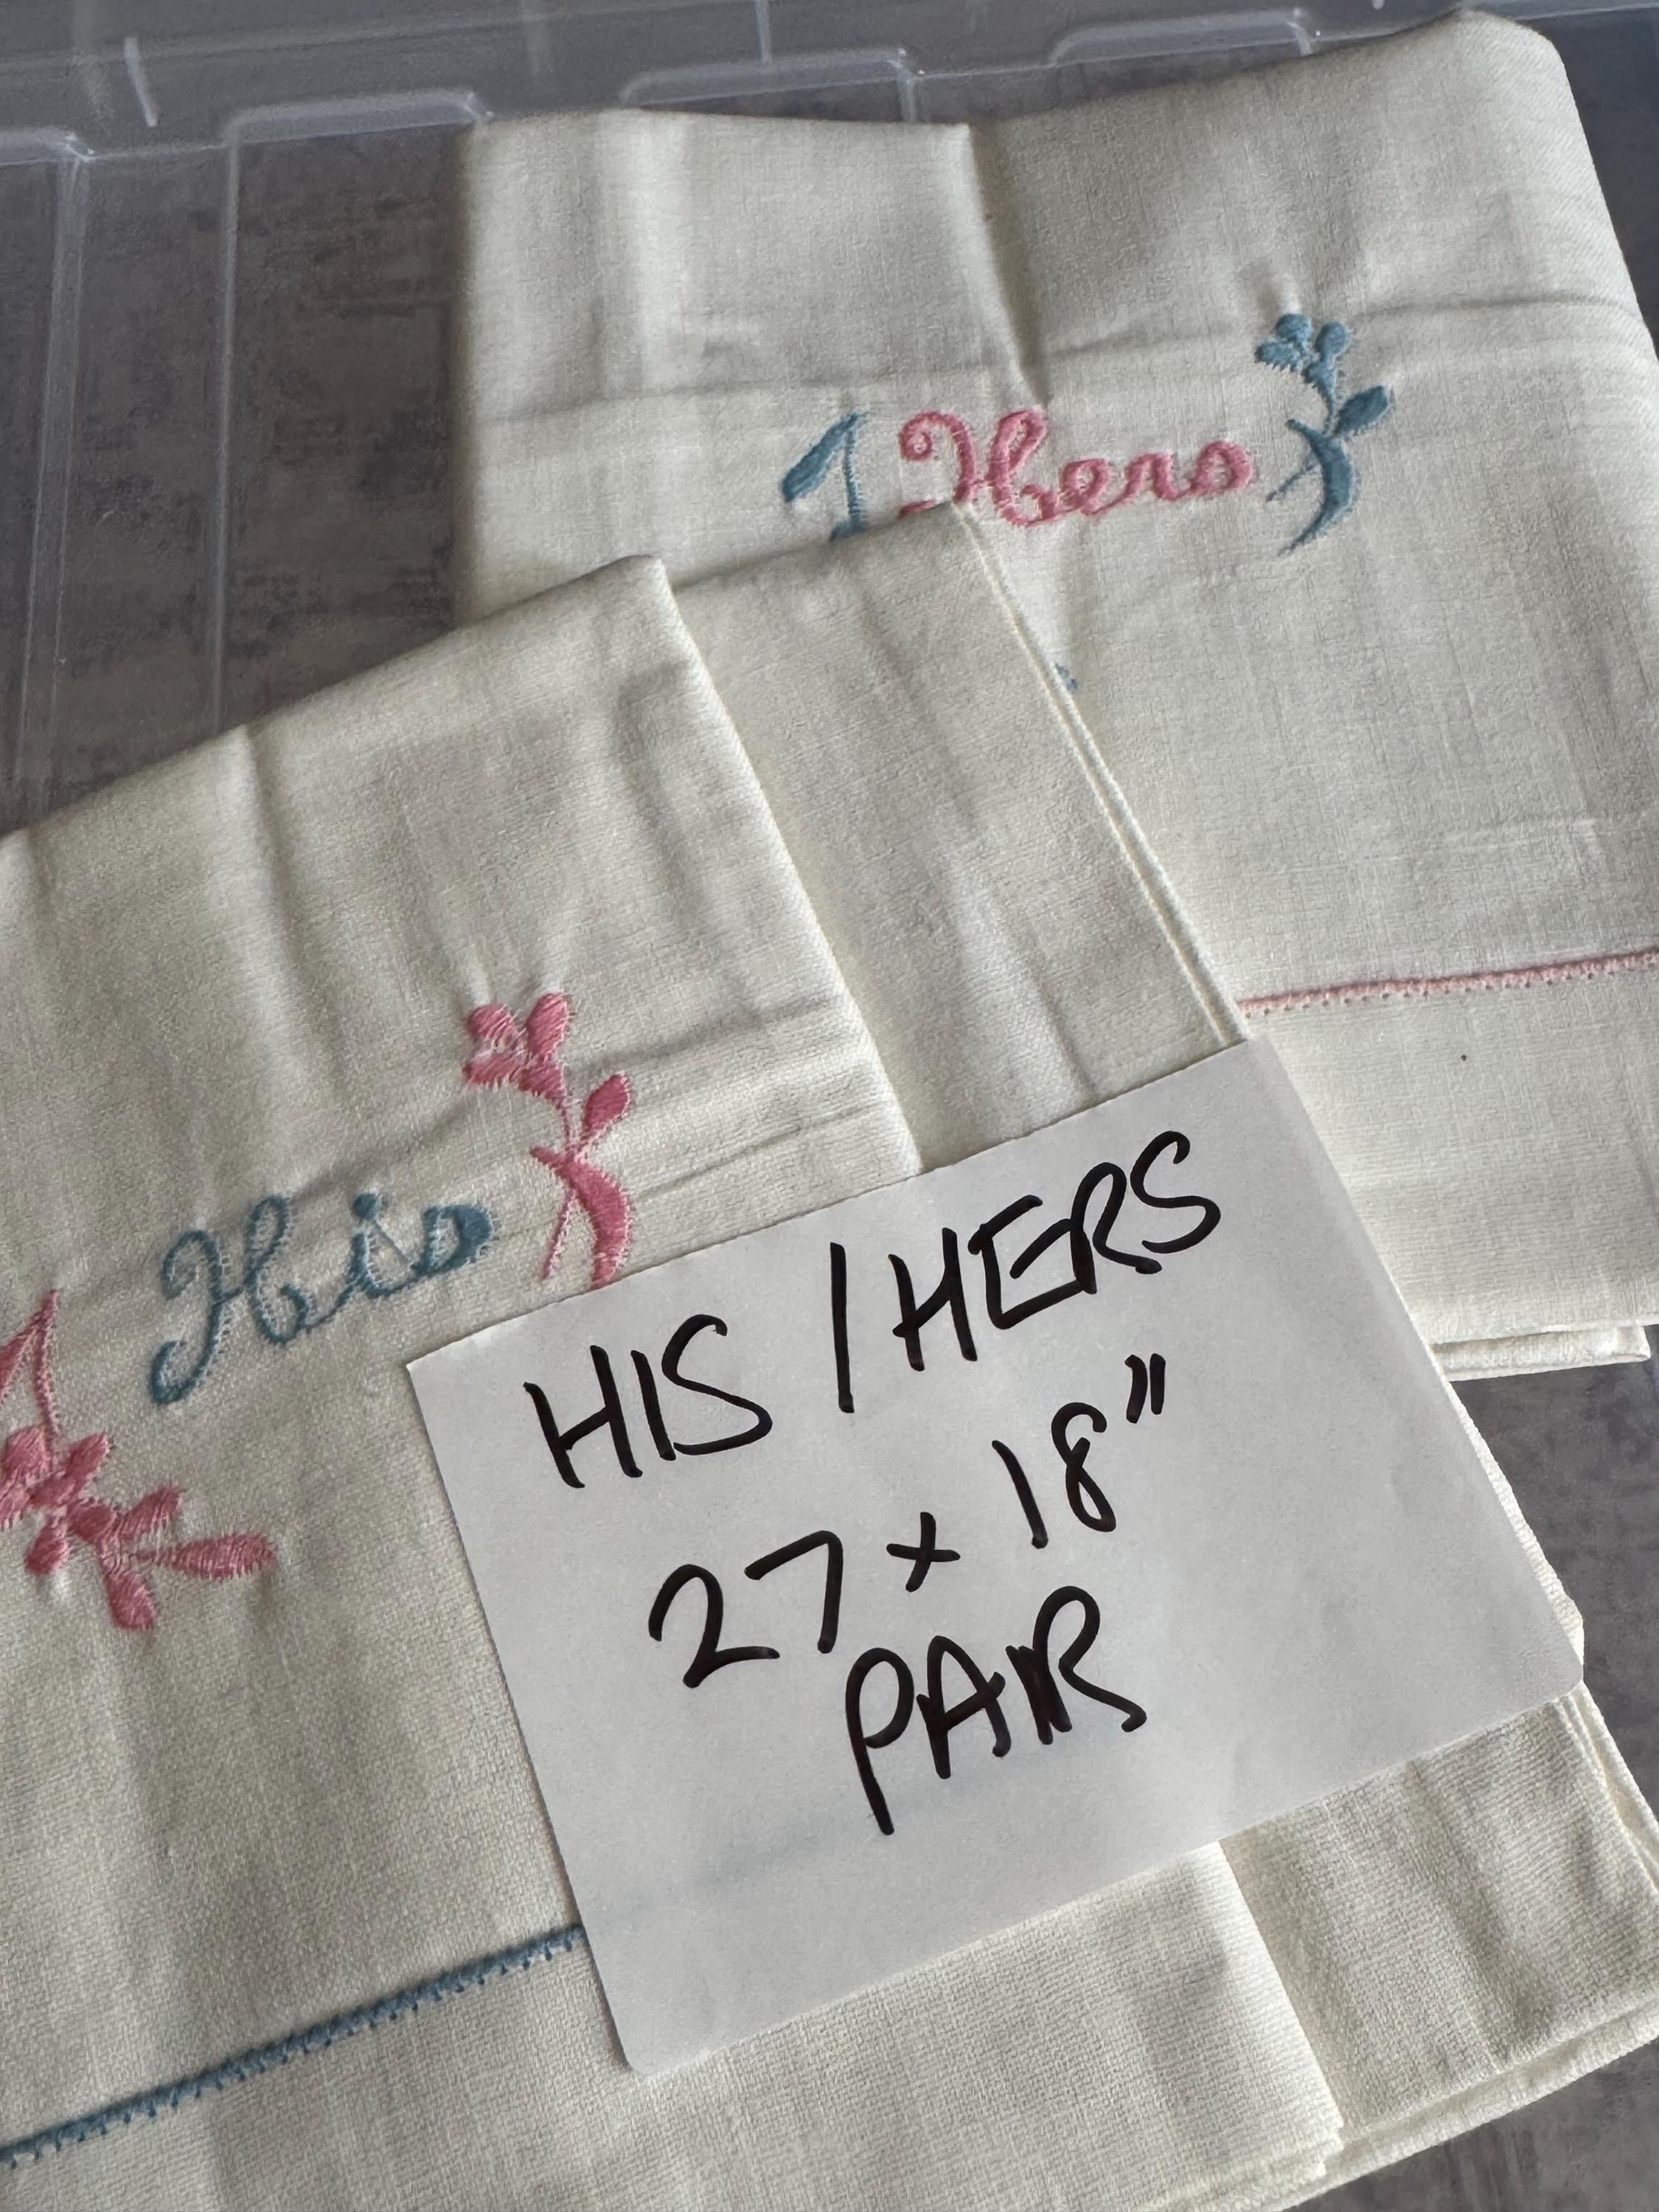 Hers
His
HIS / HERS
27 x 18"
PAIR